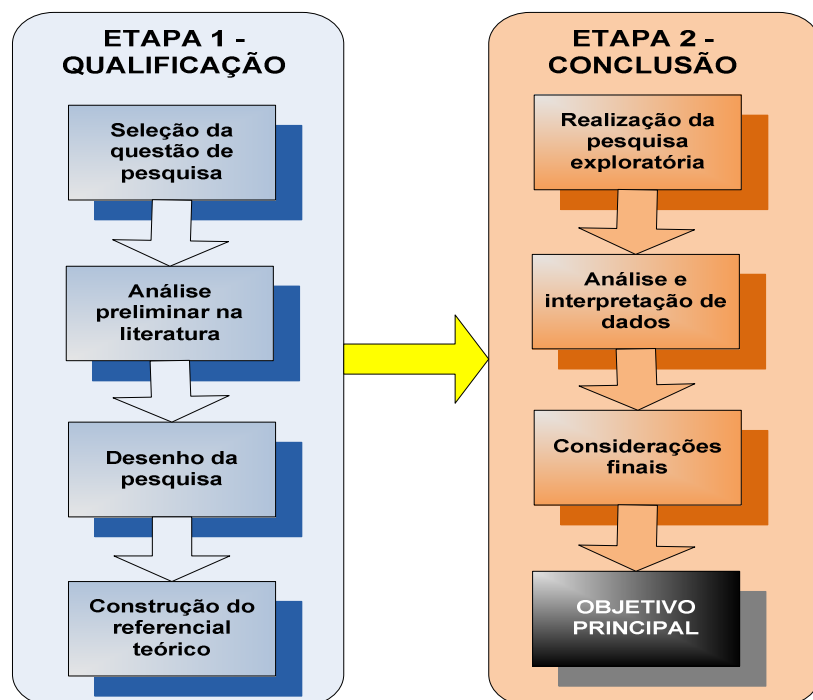 ETAPA 1 -
QUALIFICAÇÃO
Seleção da
questão de
pesquisa
Análise
preliminar na
literatura
Desenho da
pesquisa
Construção do
referencial
teórico
ETAPA 2 -
CONCLUSÃO
Realização da
pesquisa
exploratória
Análise e
interpretação de
dados
Considerações
finais
OBJETIVO
PRINCIPAL